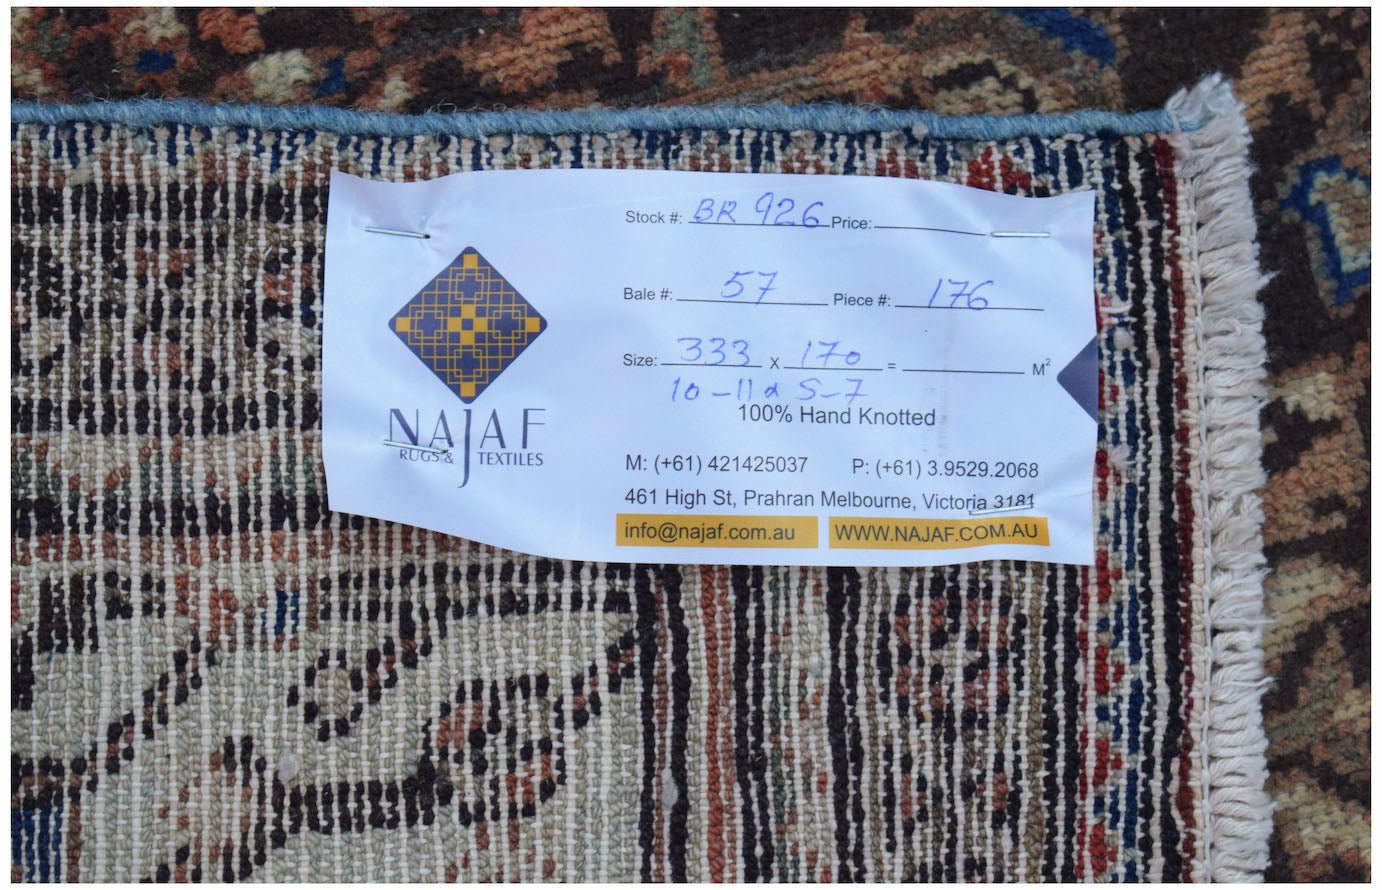 Stock #: BR 926 Price:
Bale #: 57 Piece #: 176
Size: 333 x 170 = M²
10-11 x 5-7
100% Hand Knotted
NAJAF
RUGS & TEXTILES
M: (+61) 421425037 P: (+61) 3.9529.2068
461 High St, Prahran Melbourne, Victoria 3181
info@najaf.com.au WWW.NAJAF.COM.AU